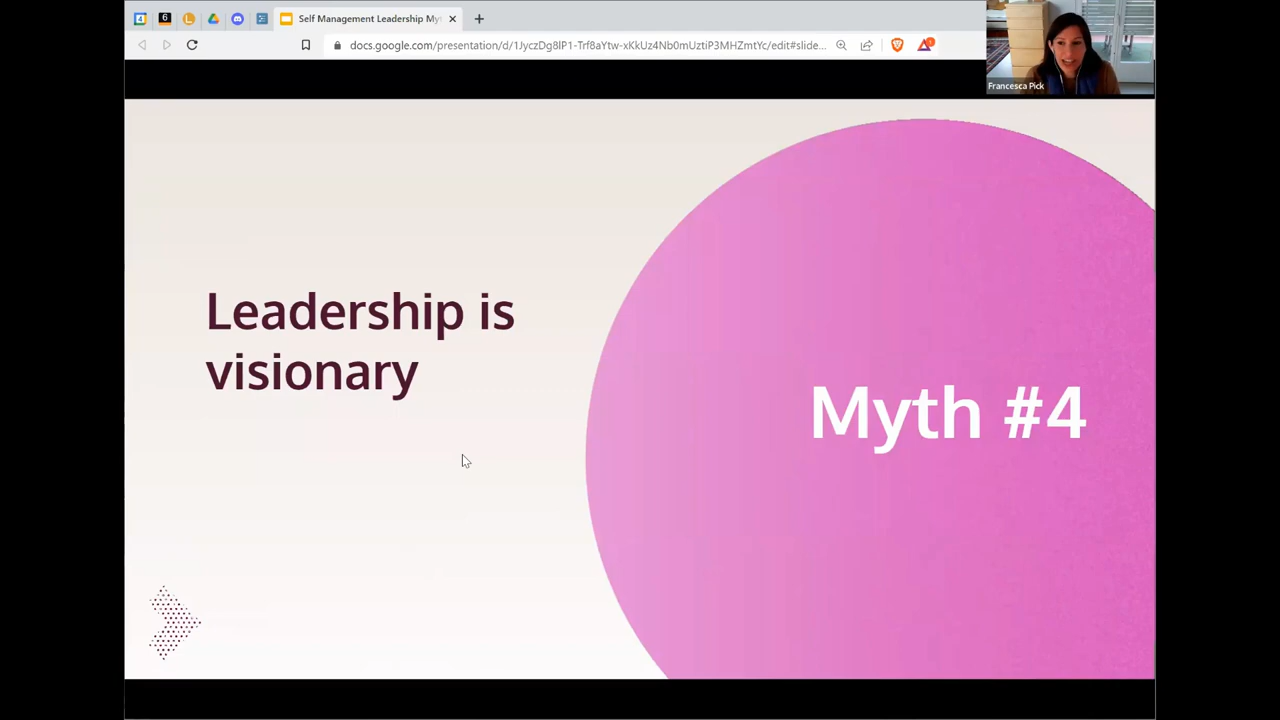 Self Management Leadership My
docs.google.com/presentation/d/1JyczDg8IP1-Trf8aYtw-xKkUz4Nb0mUztiP3MHZmtYc/edit#slide...
Francesca Pick
Leadership is
visionary
Myth #4